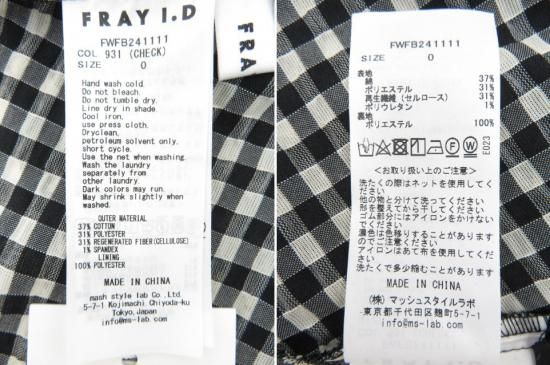 FRAY I.D
FWFB241111
COL 931 (CHECK)
SIZE 0
Hand wash cold.
Do not bleach.
Do not tumble dry.
Line dry in shade.
Cool iron.
use press cloth.
Dryclean,
petroleum solvent only.
short cycle.
Use the net when washing.
Wash the laundry
separately from
other laundry.
Dark colors may run.
May shrink slightly when
washed.
OUTER MATERIAL
37% COTTON
31% POLYESTER
31% REGENERATED FIBER(CELLULOSE)
1% SPANDEX
LINING
100% POLYESTER
MADE IN CHINA
mash style lab Co.,Ltd.
5-7-1 Kojimachi Chiyoda-ku
Tokyo,Japan
info@ms-lab.com
FRA
FWFB241111
SIZE 0
表地
綿 37%
ポリエステル 31%
再生繊維(セルロース) 31%
ポリウレタン 1%
裏地
ポリエステル 100%
E023
<お取り扱い上のご注意>
洗たくの際はネットを使用してください
他の物と分けて洗ってください。
形を整えてから干してください
ゴム部分にはアイロンをかけないでください
濃色は色移りすることがありますのでご注意ください
アイロンはあて布を使用してください
洗たくで多少縮むことがあります
MADE IN CHINA
(株) マッシュスタイルラボ
東京都千代田区麹町5-7-1
info@ms-lab.com